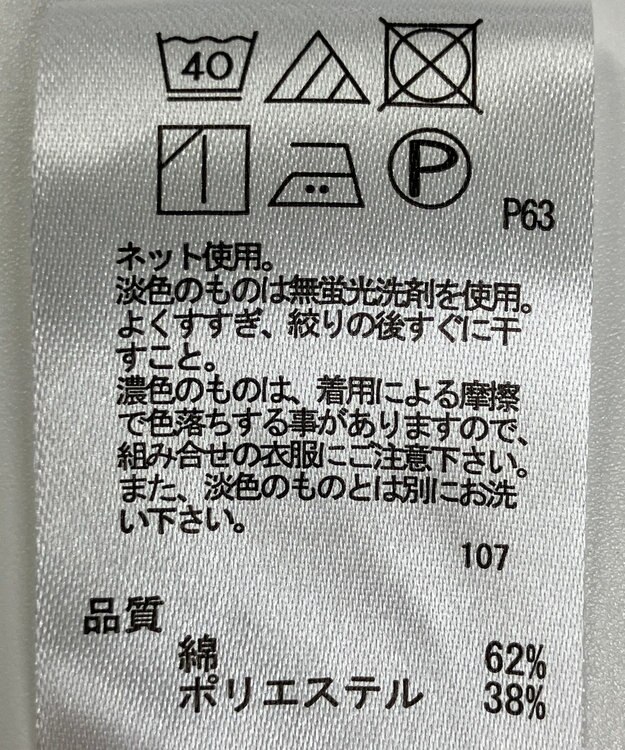 40
P
P63
ネット使用。
淡色のものは無蛍光洗剤を使用。
よくすすぎ、絞りの後すぐに干
すこと。
濃色のものは、着用による摩擦
で色落ちする事がありますので、
組み合せの衣服にご注意下さい。
また、淡色のものとは別にお洗
い下さい。
107
品質
綿 62%
ポリエステル 38%